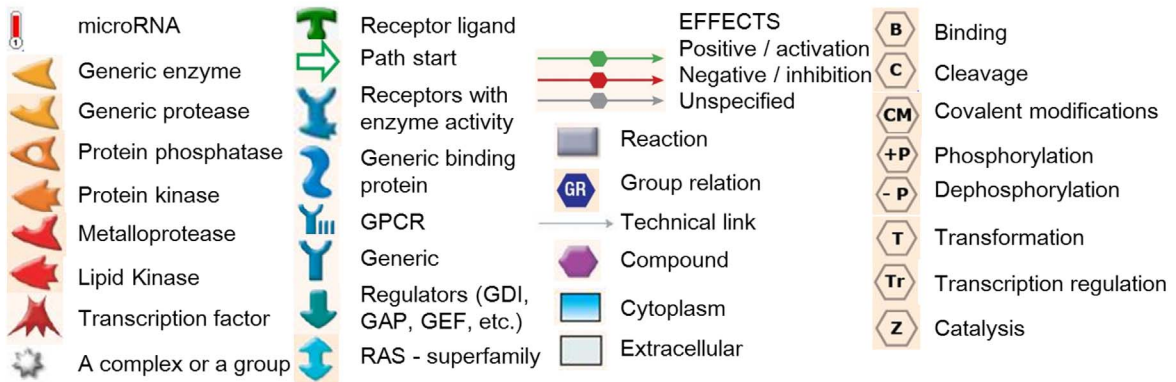 microRNA
1
Generic enzyme
Generic protease
Protein phosphatase
Protein kinase
Metalloprotease
Lipid Kinase
Transcription factor
A complex or a group
Receptor ligand
Path start
Receptors with
enzyme activity
Generic binding
protein
GPCR
Generic
Regulators (GDI,
GAP, GEF, etc.)
RAS - superfamily
EFFECTS
Positive / activation
Negative / inhibition
Unspecified
Reaction
GR Group relation
Technical link
Compound
Cytoplasm
Extracellular
B Binding
C Cleavage
CM Covalent modifications
+P Phosphorylation
- P Dephosphorylation
T Transformation
Tr Transcription regulation
Z Catalysis